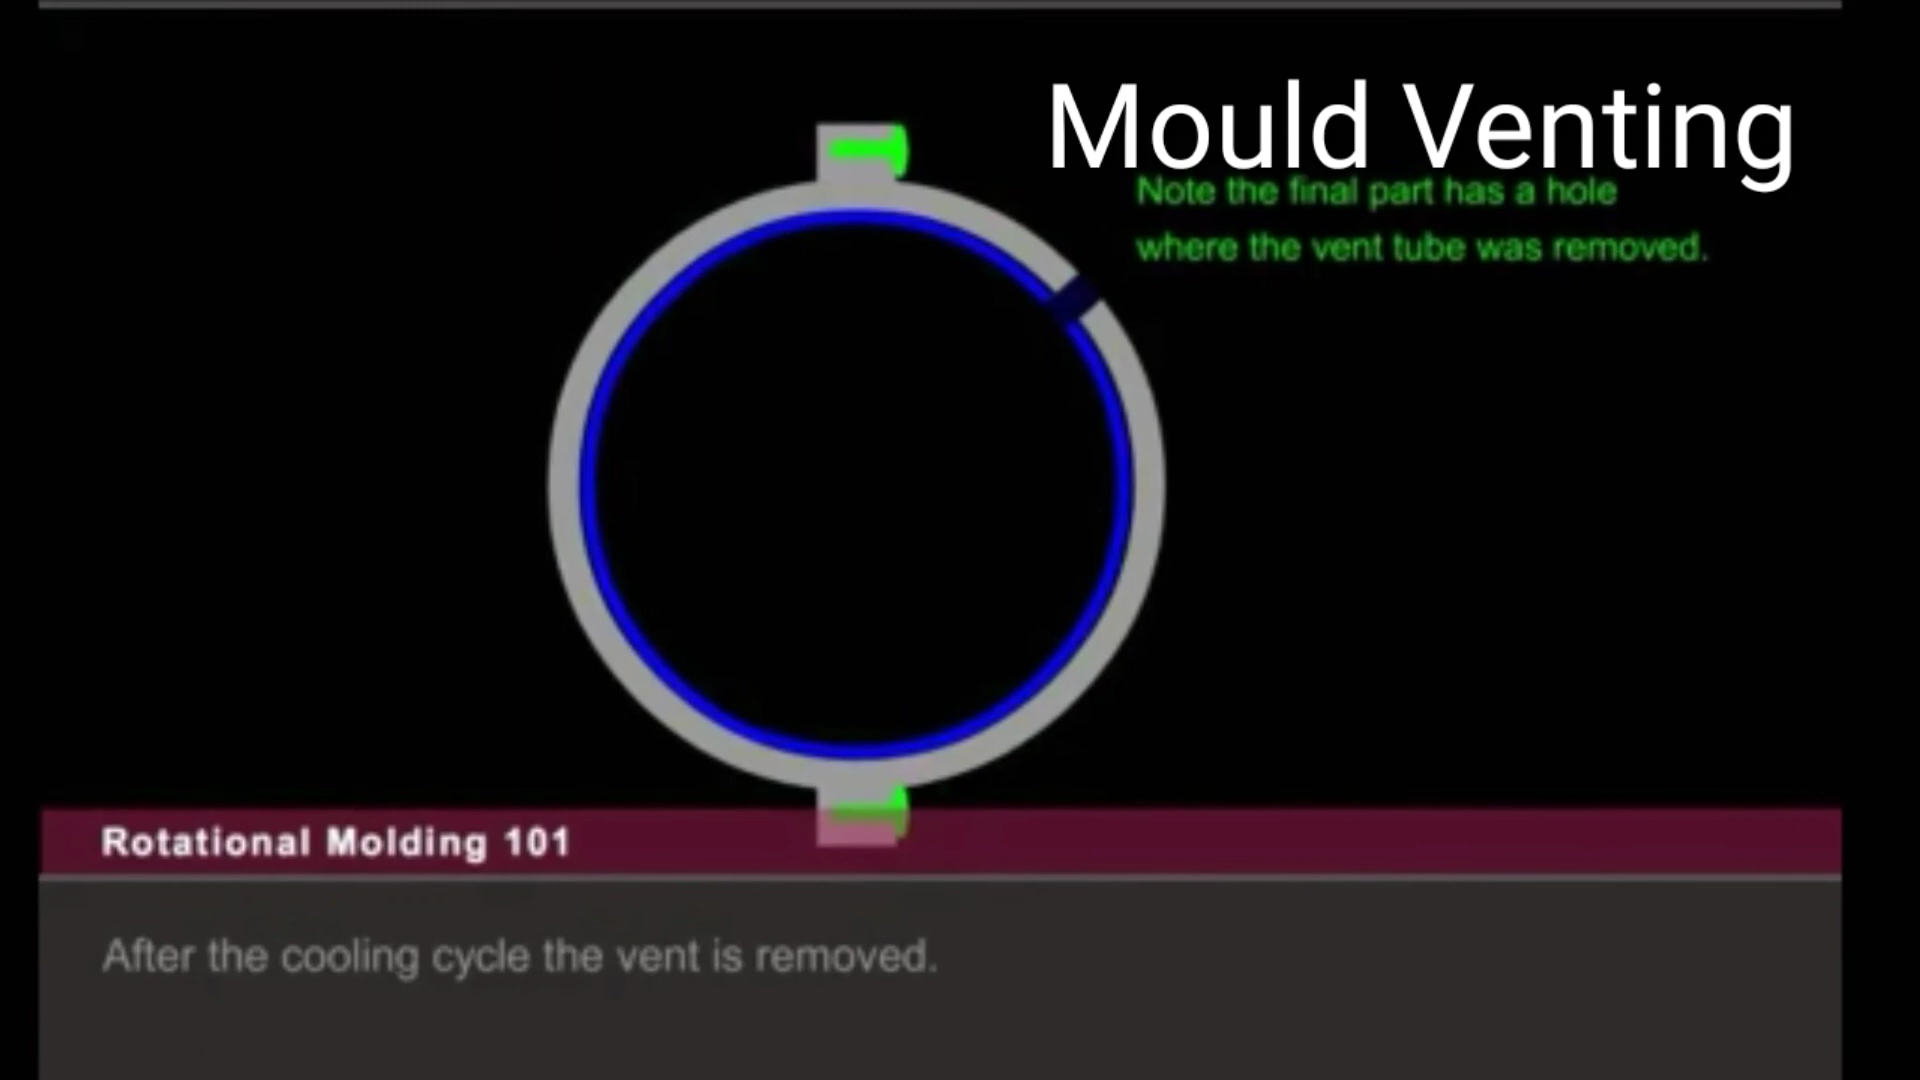 Mould Venting
Note the final part has a hole
where the vent tube was removed.
Rotational Molding 101
After the cooling cycle the vent is removed.